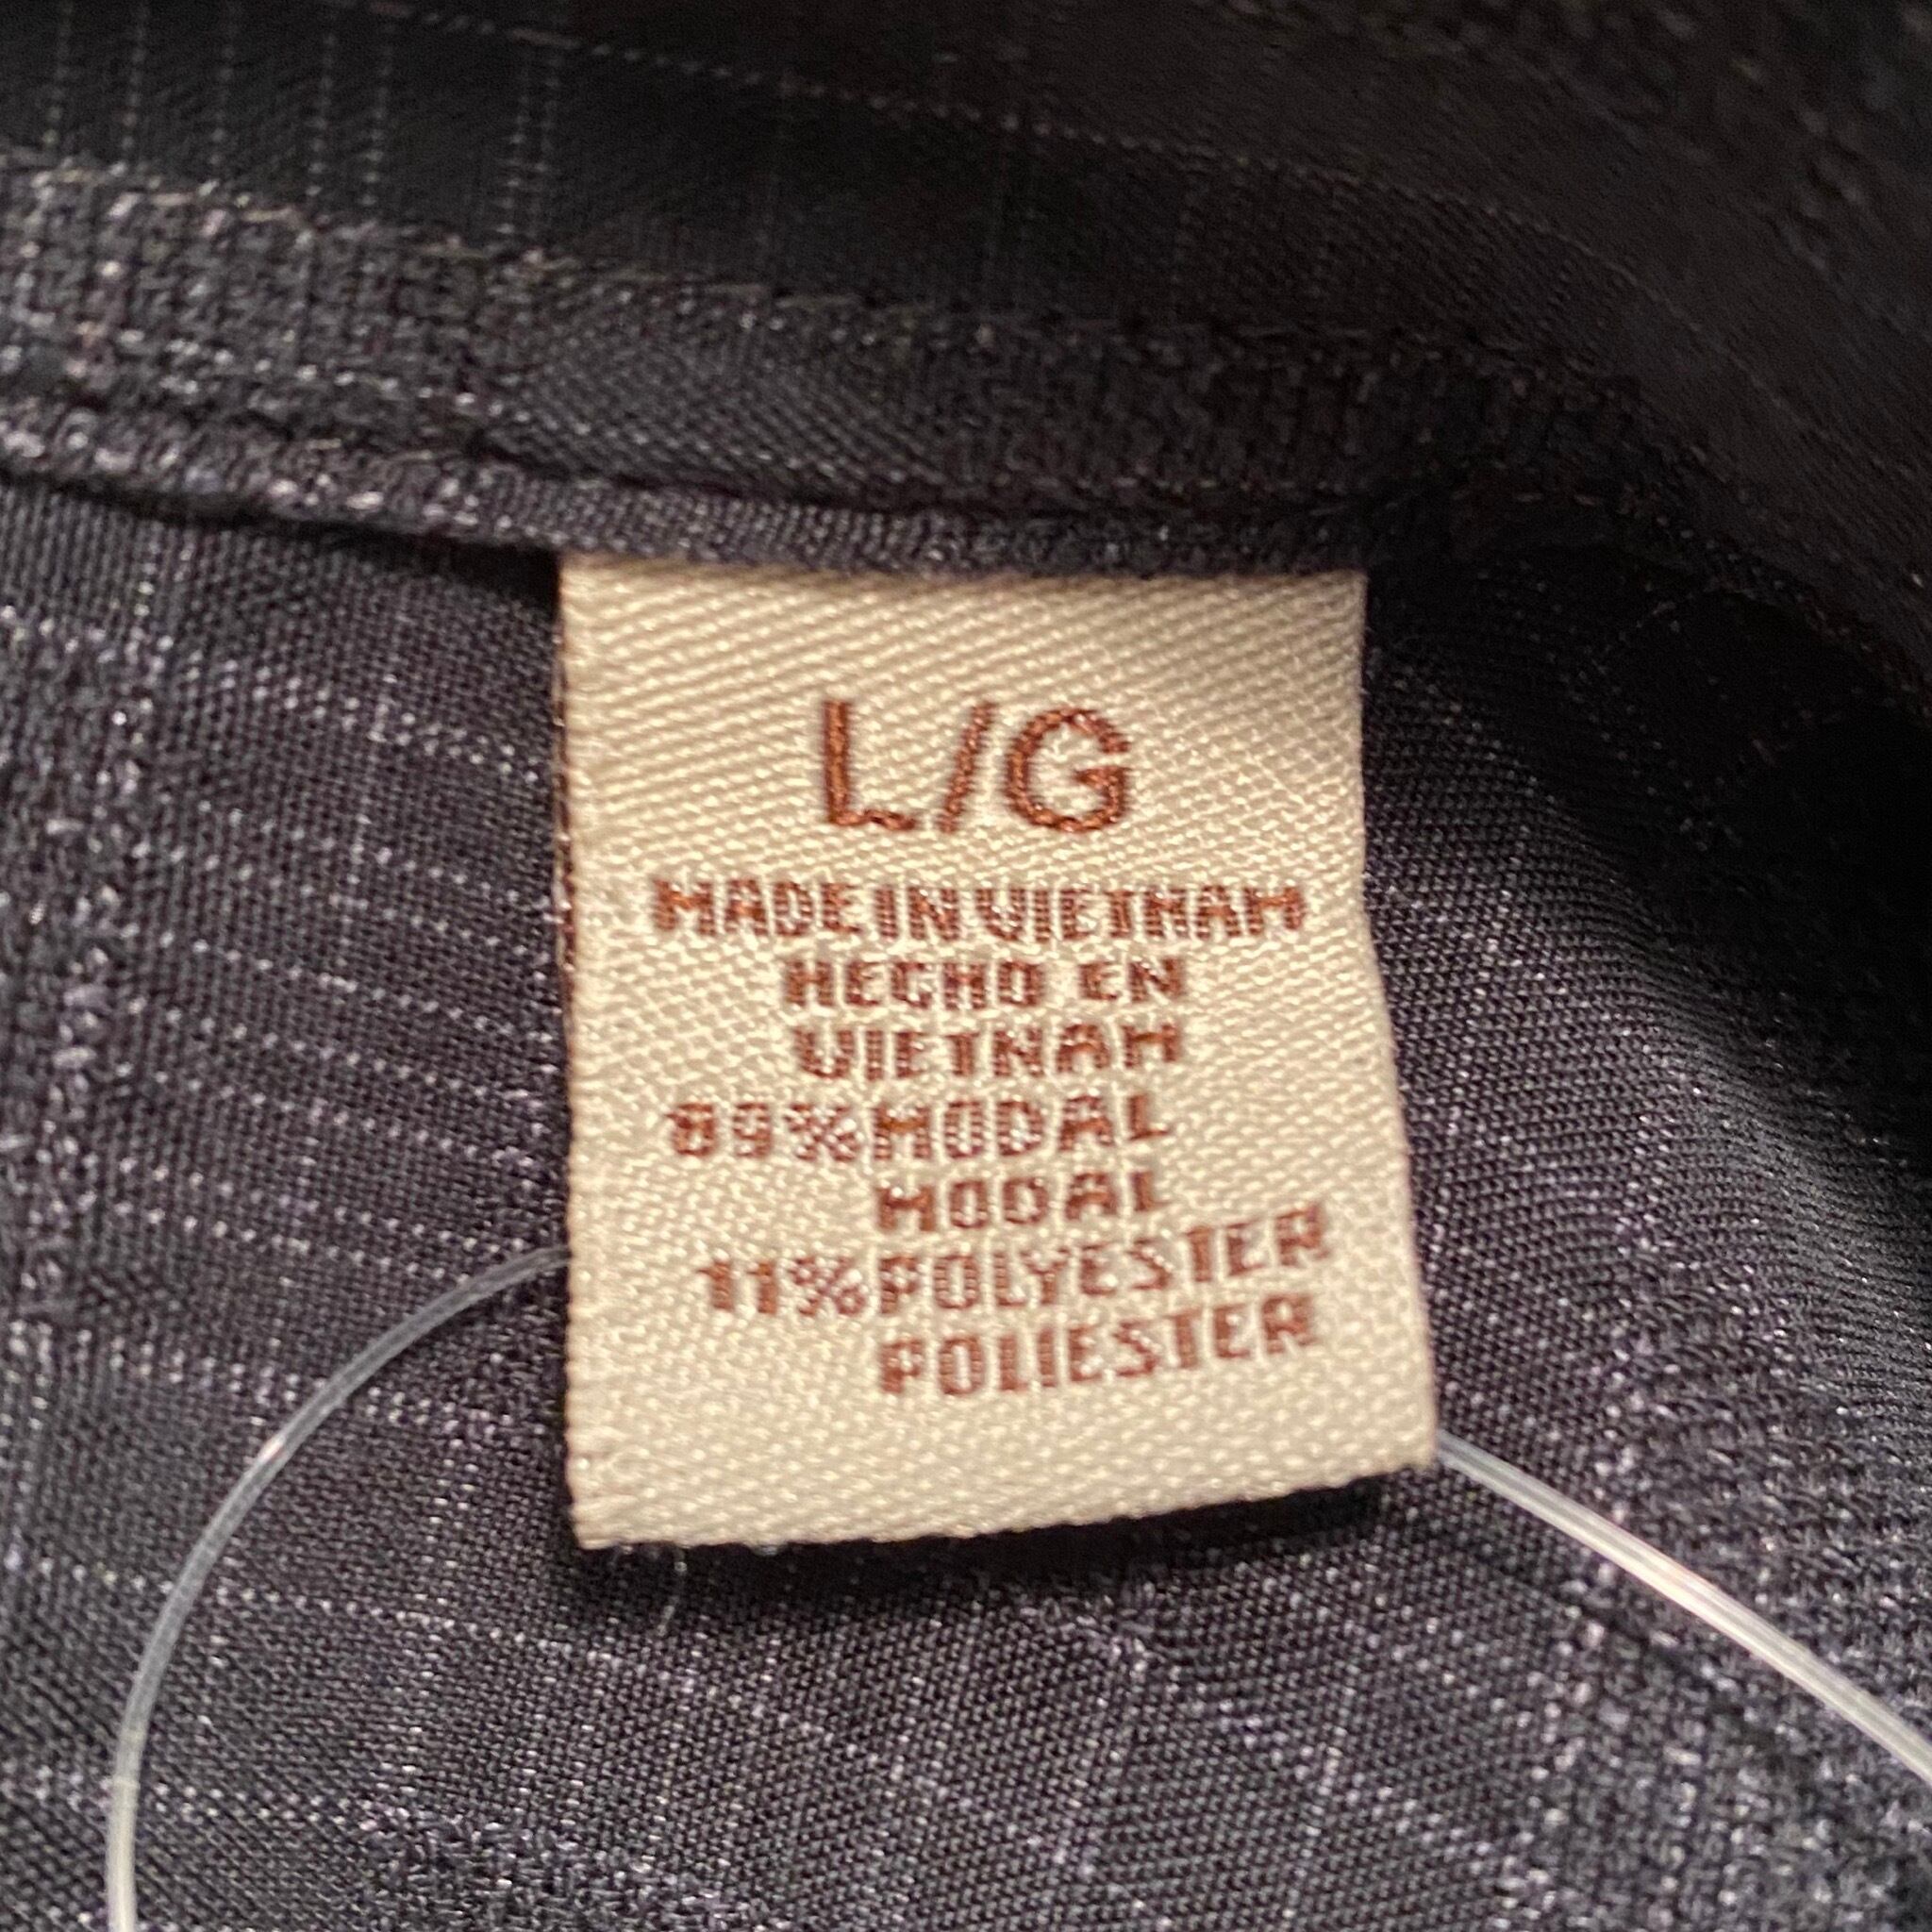 L/G
MADE IN VIETNAM
HECHO EN
VIETNAM
89%MODAL
MODAL
11%POLYESTER
POLIESTER